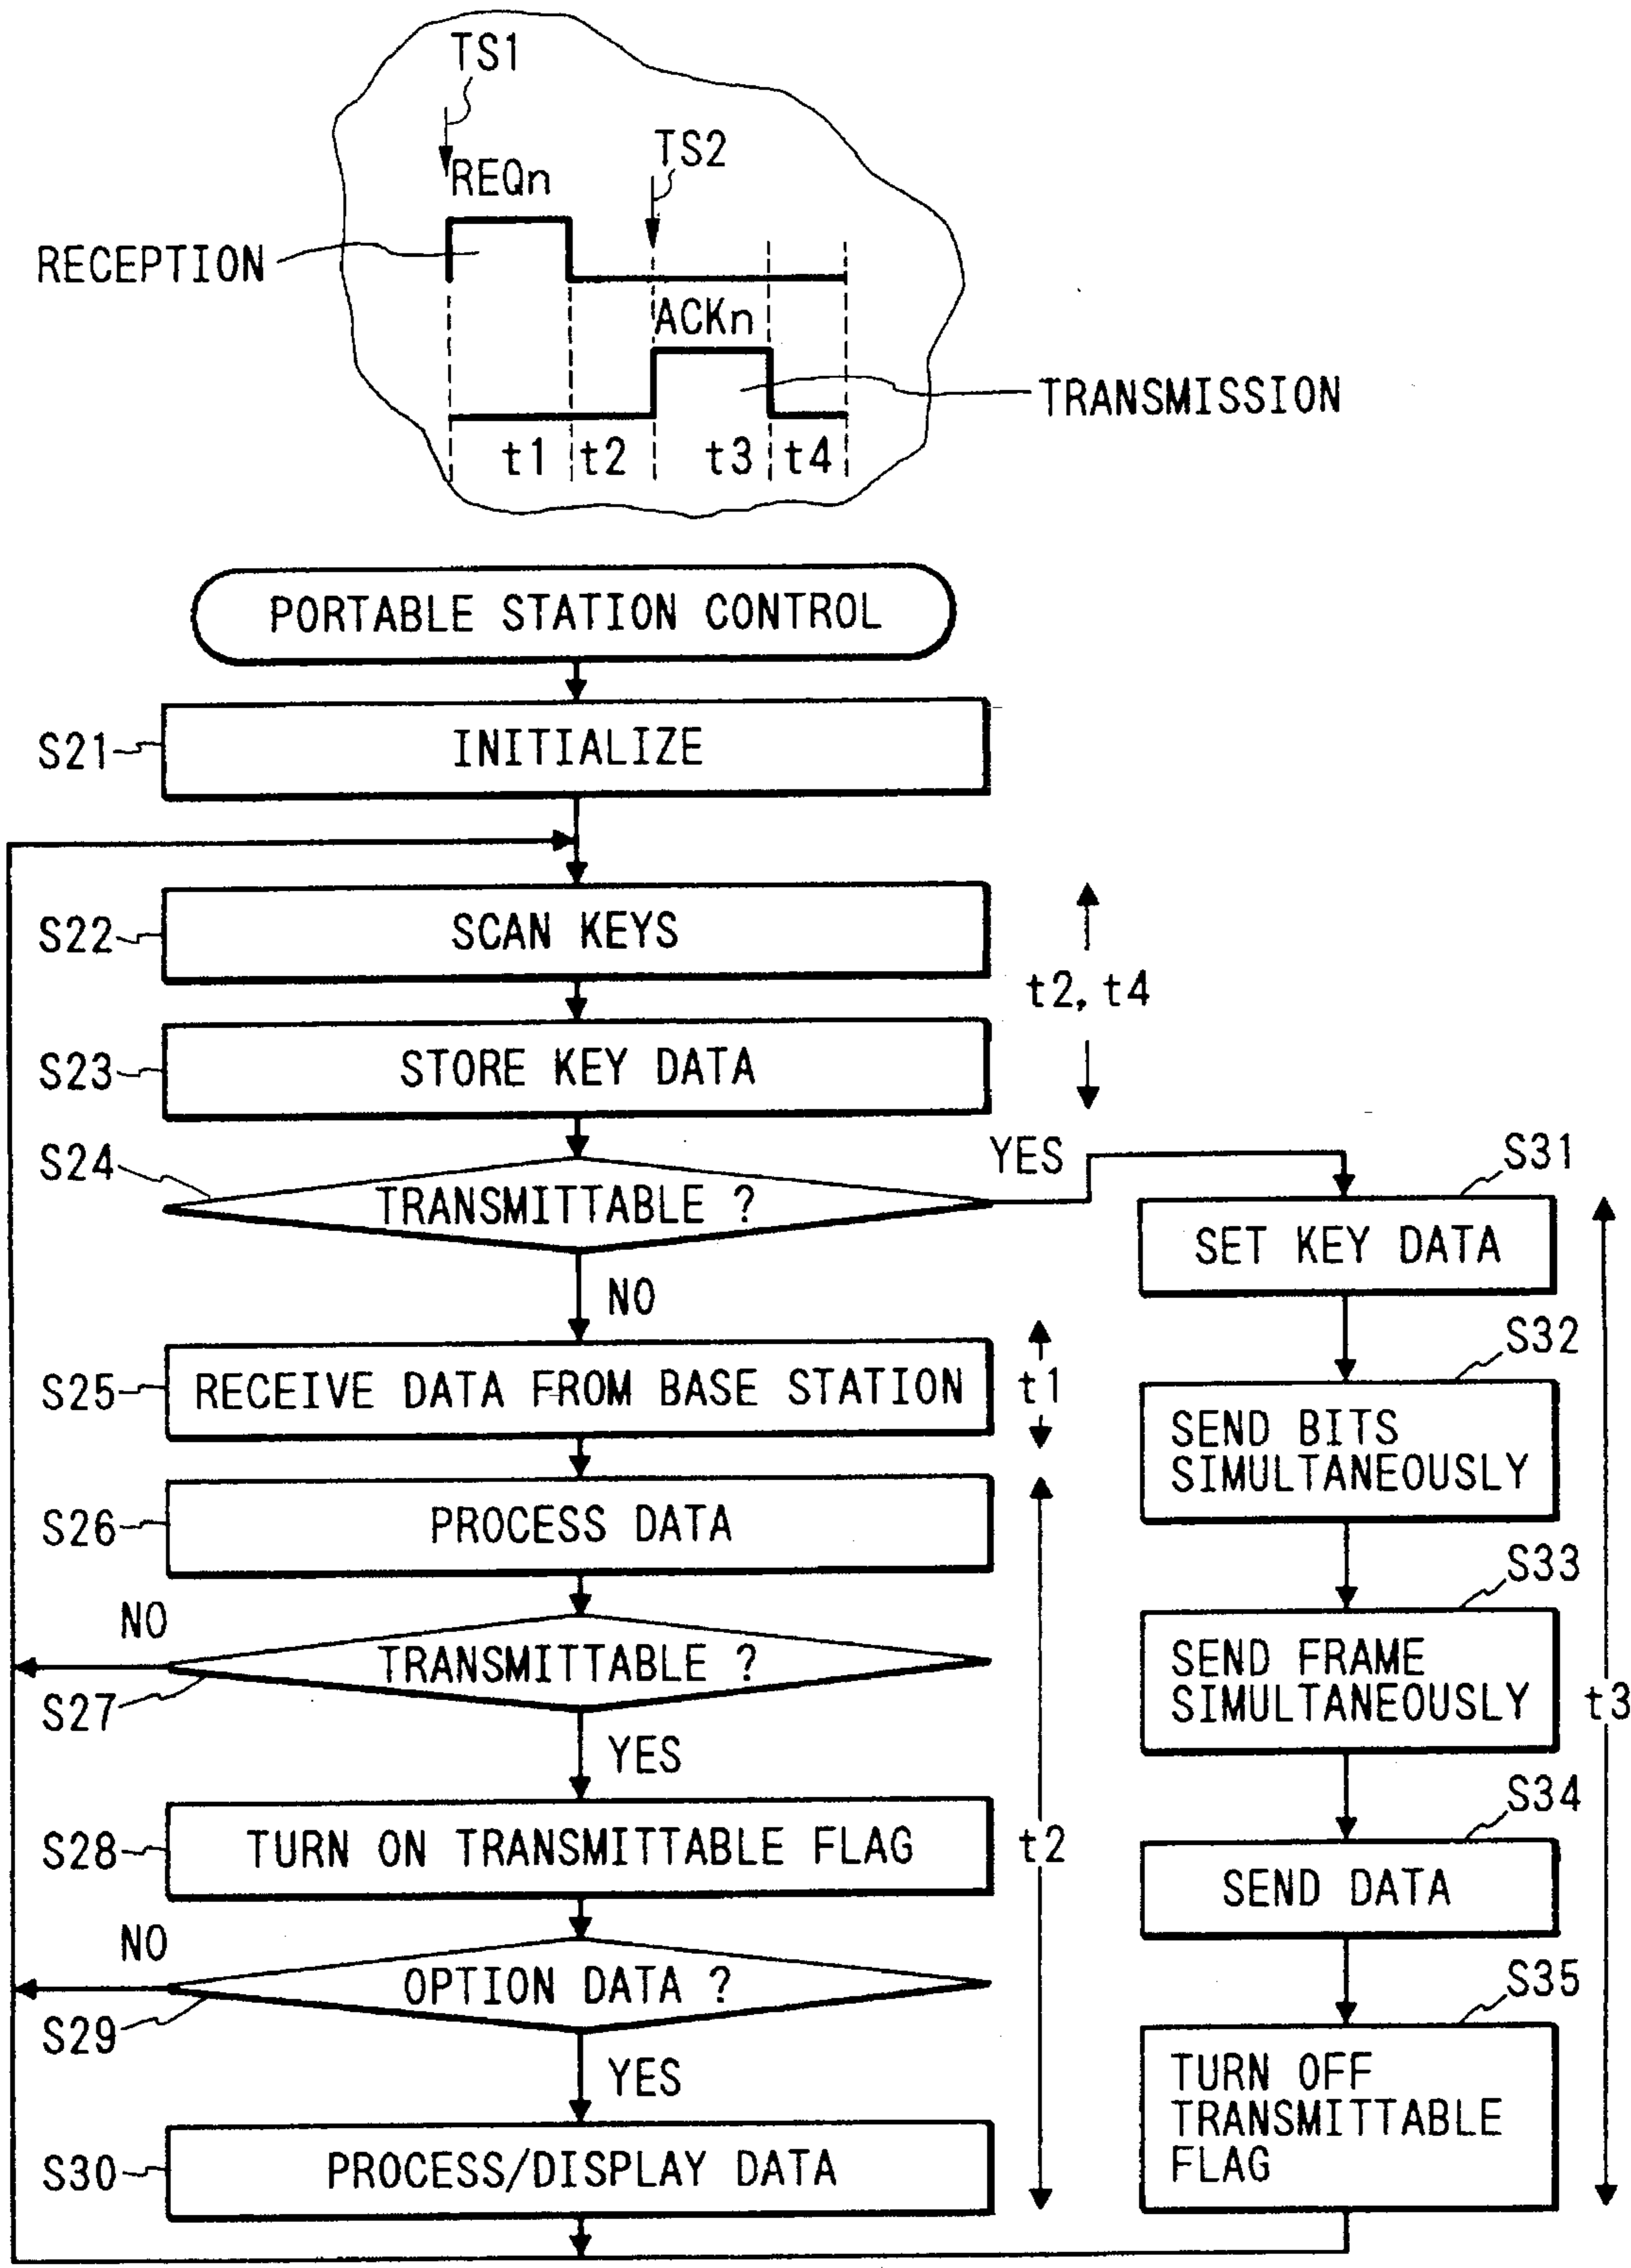 TS1
REQn
TS2
RECEPTION
ACKn
TRANSMISSION
t1 t2 t3 t4
PORTABLE STATION CONTROL
S21
INITIALIZE
S22
SCAN KEYS
t2, t4
S23
STORE KEY DATA
S24
TRANSMITTABLE ?
YES
NO
S25
RECEIVE DATA FROM BASE STATION
t1
S26
PROCESS DATA
S27
TRANSMITTABLE ?
NO
YES
S28
TURN ON TRANSMITTABLE FLAG
t2
S29
OPTION DATA ?
NO
YES
S30
PROCESS/DISPLAY DATA
S31
SET KEY DATA
S32
SEND BITS
SIMULTANEOUSLY
S33
SEND FRAME
SIMULTANEOUSLY
t3
S34
SEND DATA
S35
TURN OFF
TRANSMITTABLE
FLAG